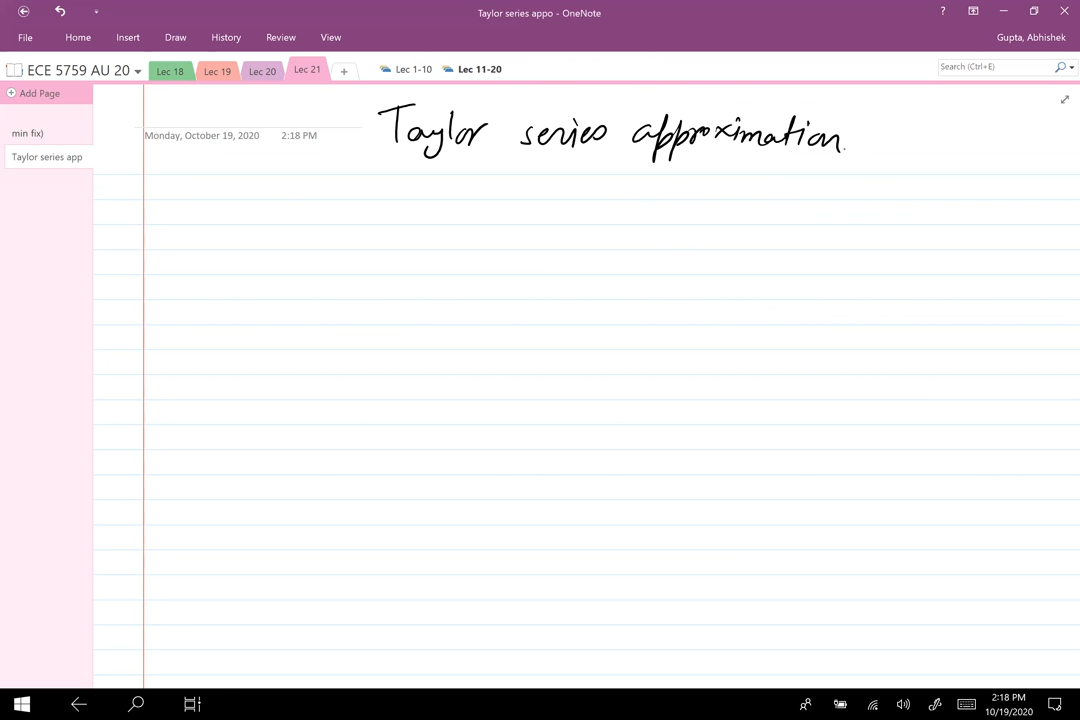 Taylor series appo - OneNote
?
File Home Insert Draw History Review View
Gupta, Abhishek
ECE 5759 AU 20
Lec 18 Lec 19 Lec 20 Lec 21 +
Lec 1-10 Lec 11-20
Search (Ctrl+E)
Add Page
min fix)
Taylor series app
Monday, October 19, 2020 2:18 PM
Taylor series approximation.
2:18 PM
10/19/2020